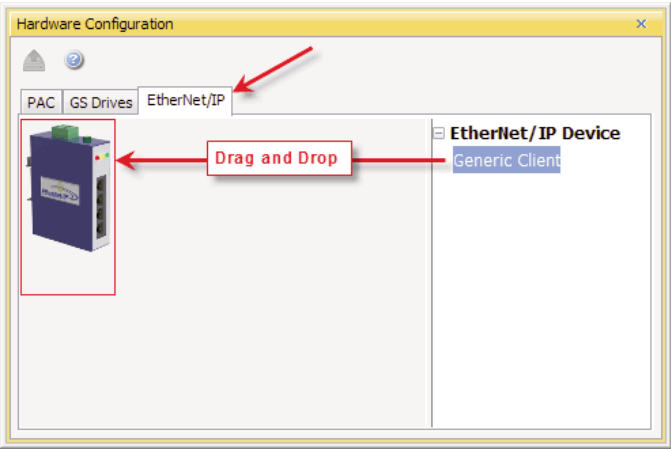 Hardware Configuration
PAC GS Drives EtherNet/IP
EtherNet/IP Device
Drag and Drop
Generic Client